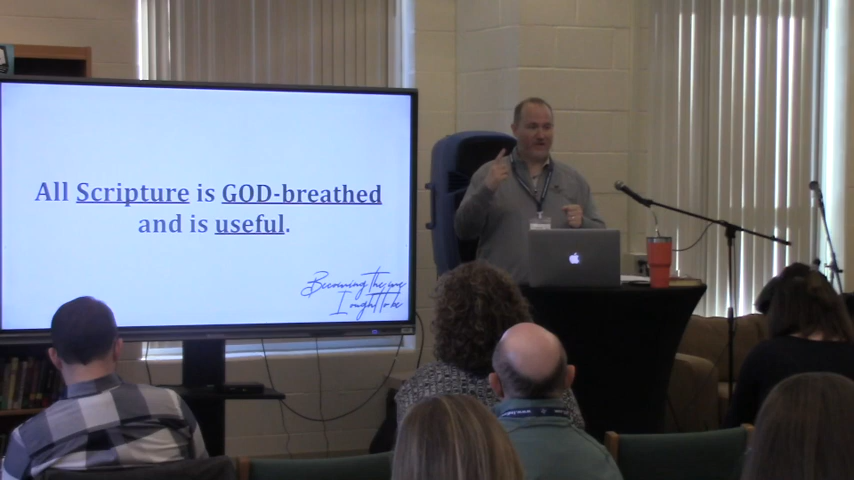 All Scripture is GOD-breathed
and is useful.
Becoming the one
I ought to be